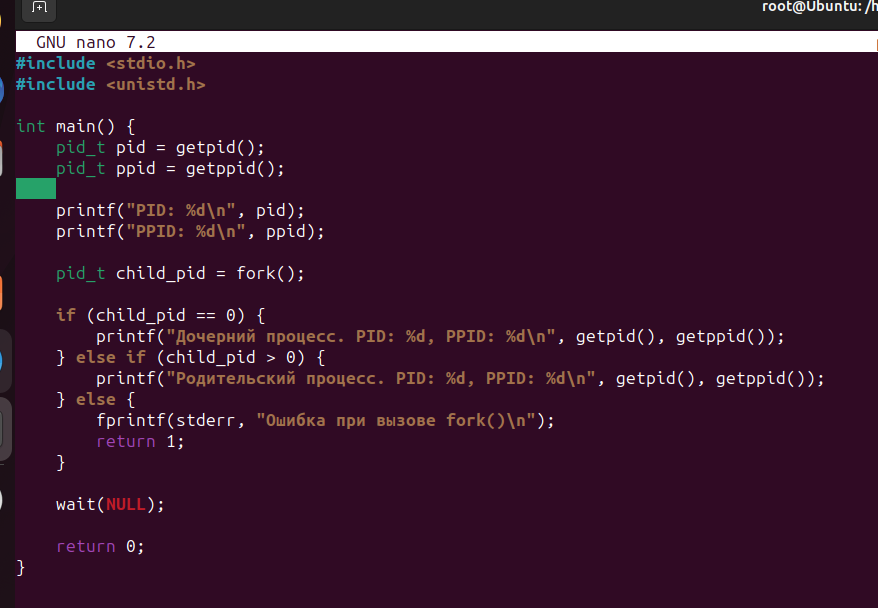 root@Ubuntu: /h
GNU nano 7.2
#include <stdio.h>
#include <unistd.h>
int main() {
    pid_t pid = getpid();
    pid_t ppid = getppid();
    printf("PID: %d\n", pid);
    printf("PPID: %d\n", ppid);
    pid_t child_pid = fork();
    if (child_pid == 0) {
        printf("Дочерний процесс. PID: %d, PPID: %d\n", getpid(), getppid());
    } else if (child_pid > 0) {
        printf("Родительский процесс. PID: %d, PPID: %d\n", getpid(), getppid());
    } else {
        fprintf(stderr, "Ошибка при вызове fork()\n");
        return 1;
    }
    wait(NULL);
    return 0;
}